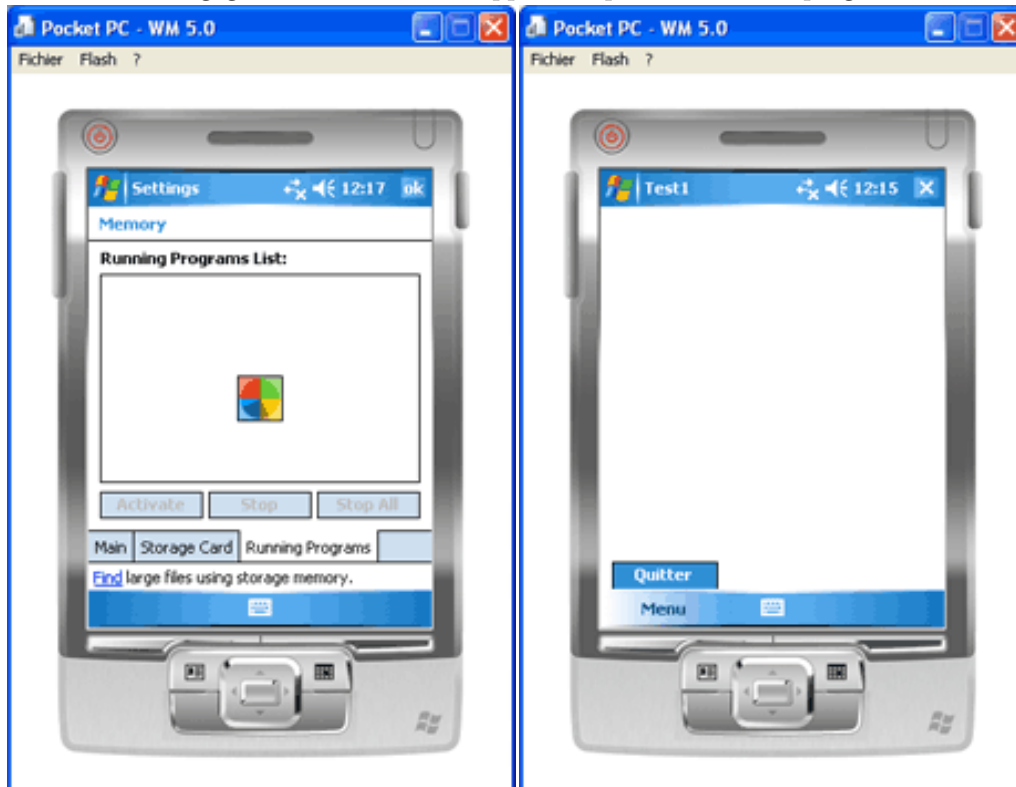 Pocket PC - WM 5.0
Fichier Flash ?
Settings 12:17 ok
Memory
Running Programs List:
Activate Stop Stop All
Main Storage Card Running Programs
Find large files using storage memory.
Pocket PC - WM 5.0
Fichier Flash ?
Test1 12:15
Quitter
Menu